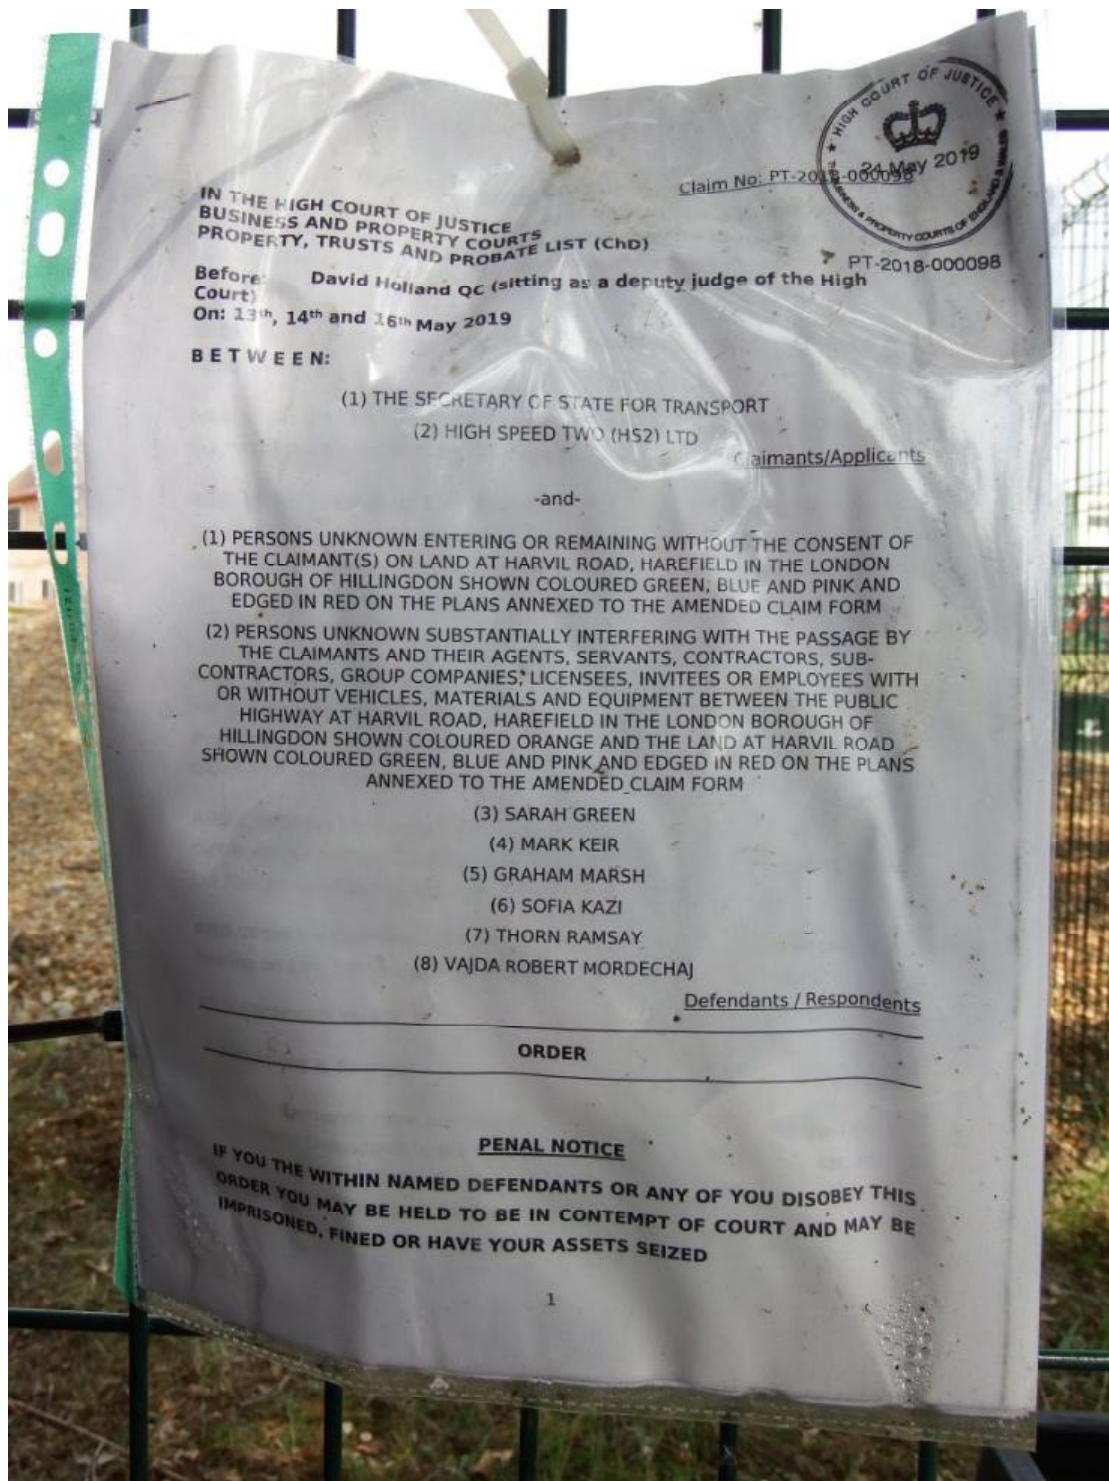 HIGH COURT OF JUSTICE
24 May 2019
BUSINESS & PROPERTY COURTS OF ENGLAND & WALES
Claim No: PT-2018-000098
PT-2018-000098
IN THE HIGH COURT OF JUSTICE
BUSINESS AND PROPERTY COURTS
PROPERTY, TRUSTS AND PROBATE LIST (ChD)
Before: David Holland QC (sitting as a deputy judge of the High
Court)
On: 13th, 14th and 16th May 2019
B E T W E E N:
(1) THE SECRETARY OF STATE FOR TRANSPORT
(2) HIGH SPEED TWO (HS2) LTD
Claimants/Applicants
-and-
(1) PERSONS UNKNOWN ENTERING OR REMAINING WITHOUT THE CONSENT OF
THE CLAIMANT(S) ON LAND AT HARVIL ROAD, HAREFIELD IN THE LONDON
BOROUGH OF HILLINGDON SHOWN COLOURED GREEN, BLUE AND PINK AND
EDGED IN RED ON THE PLANS ANNEXED TO THE AMENDED CLAIM FORM
(2) PERSONS UNKNOWN SUBSTANTIALLY INTERFERING WITH THE PASSAGE BY
THE CLAIMANTS AND THEIR AGENTS, SERVANTS, CONTRACTORS, SUB-
CONTRACTORS, GROUP COMPANIES, LICENSEES, INVITEES OR EMPLOYEES WITH
OR WITHOUT VEHICLES, MATERIALS AND EQUIPMENT BETWEEN THE PUBLIC
HIGHWAY AT HARVIL ROAD, HAREFIELD IN THE LONDON BOROUGH OF
HILLINGDON SHOWN COLOURED ORANGE AND THE LAND AT HARVIL ROAD
SHOWN COLOURED GREEN, BLUE AND PINK AND EDGED IN RED ON THE PLANS
ANNEXED TO THE AMENDED CLAIM FORM
(3) SARAH GREEN
(4) MARK KEIR
(5) GRAHAM MARSH
(6) SOFIA KAZI
(7) THORN RAMSAY
(8) VAJDA ROBERT MORDECHAJ
Defendants / Respondents
ORDER
PENAL NOTICE
IF YOU THE WITHIN NAMED DEFENDANTS OR ANY OF YOU DISOBEY THIS
ORDER YOU MAY BE HELD TO BE IN CONTEMPT OF COURT AND MAY BE
IMPRISONED, FINED OR HAVE YOUR ASSETS SEIZED
1